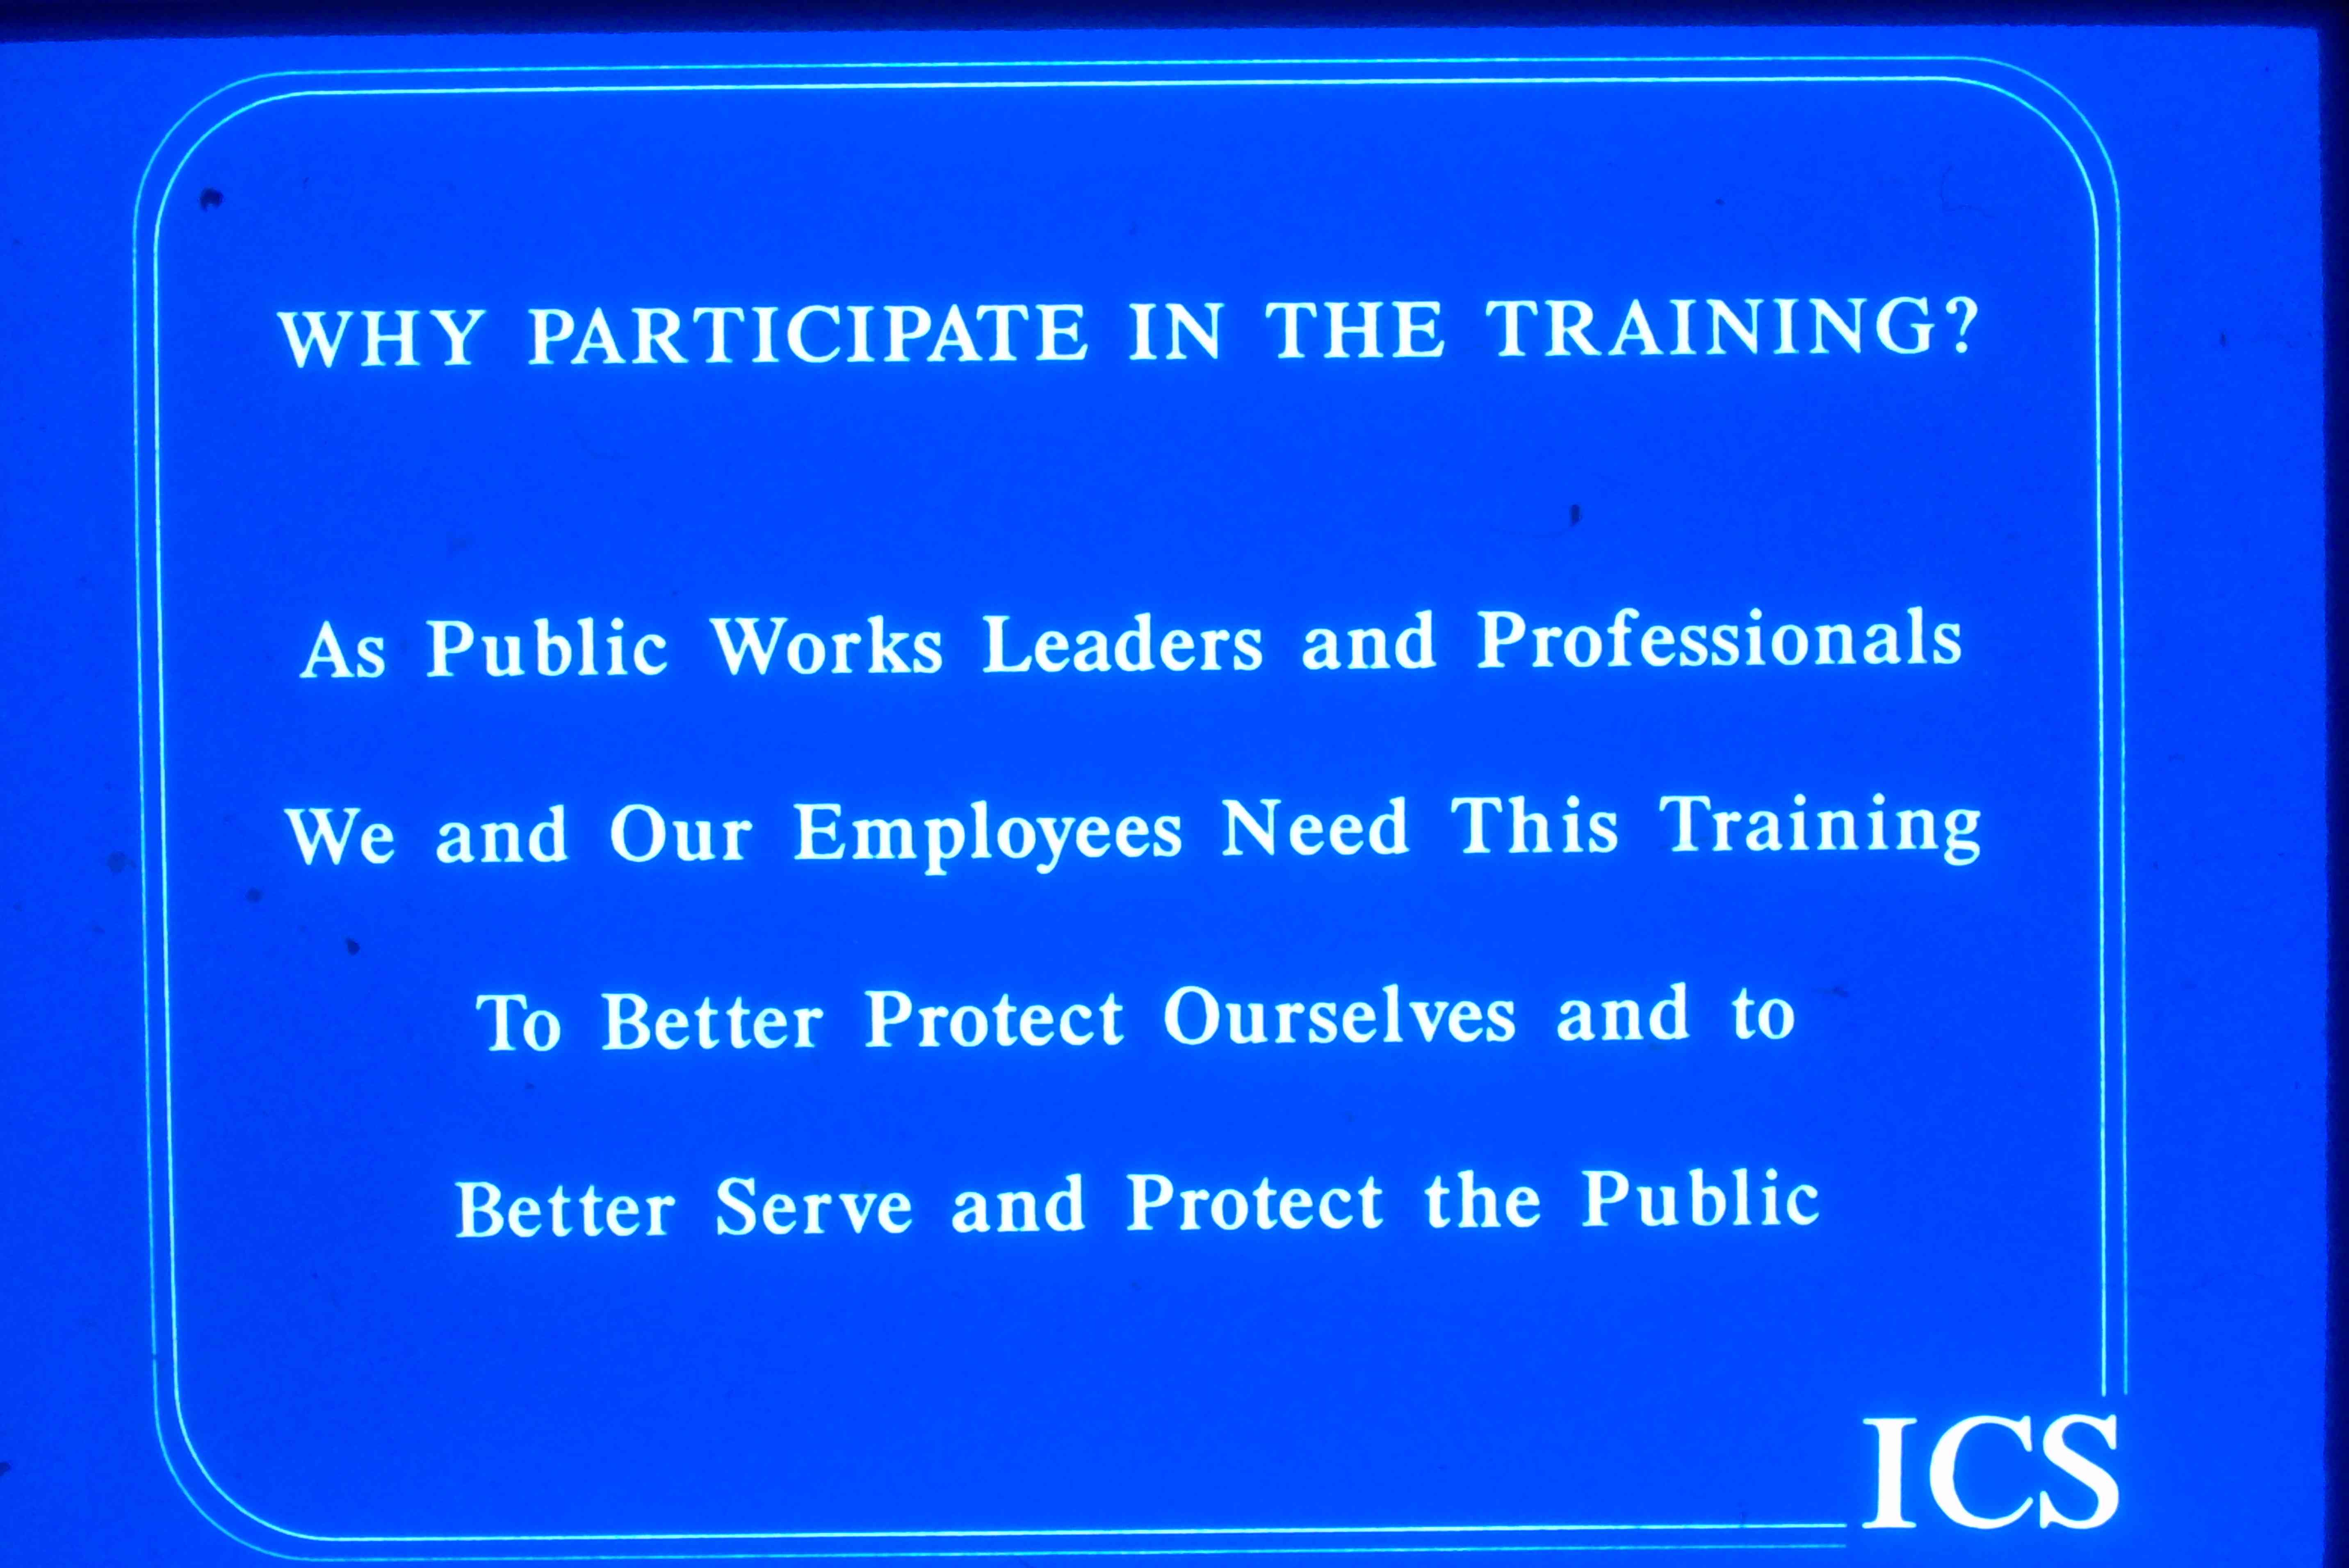 WHY PARTICIPATE IN THE TRAINING?
As Public Works Leaders and Professionals
We and Our Employees Need This Training
To Better Protect Ourselves and to
Better Serve and Protect the Public
ICS